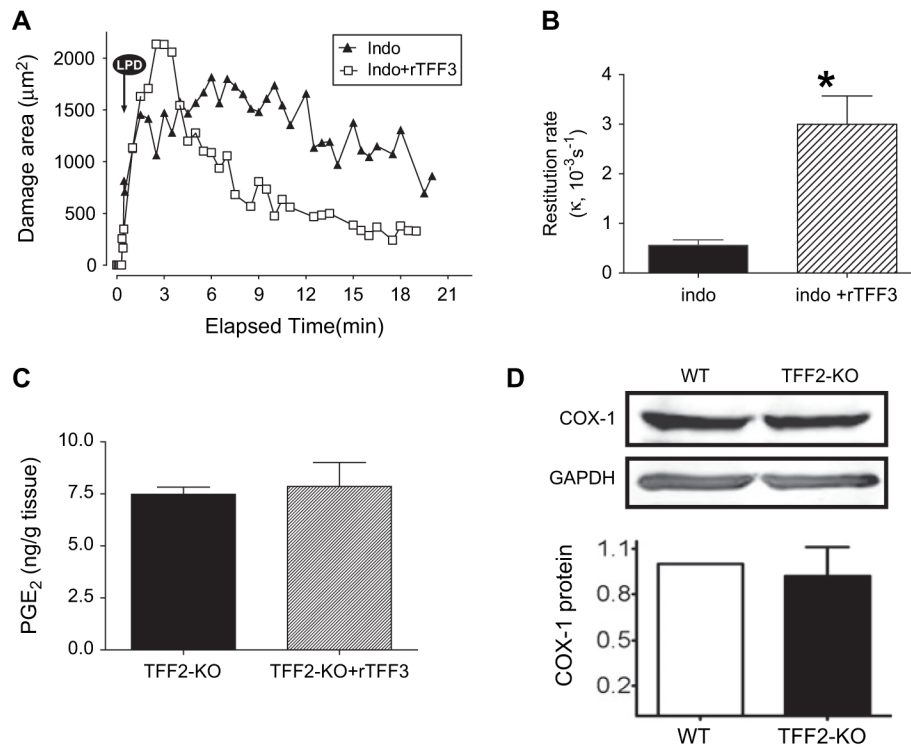 A
Damage area (μm²)
2000
1500
1000
500
0
LPD
Indo
Indo+rTFF3
0 3 6 9 12 15 18 21
Elapsed Time(min)
B
Restitution rate
(κ, 10⁻³s⁻¹)
4
3
2
1
0
*
indo indo +rTFF3
C
PGE₂ (ng/g tissue)
10.0
7.5
5.0
2.5
0.0
TFF2-KO TFF2-KO+rTFF3
D
WT TFF2-KO
COX-1
GAPDH
COX-1 protein
1.1
0.8
0.5
0.2
WT TFF2-KO